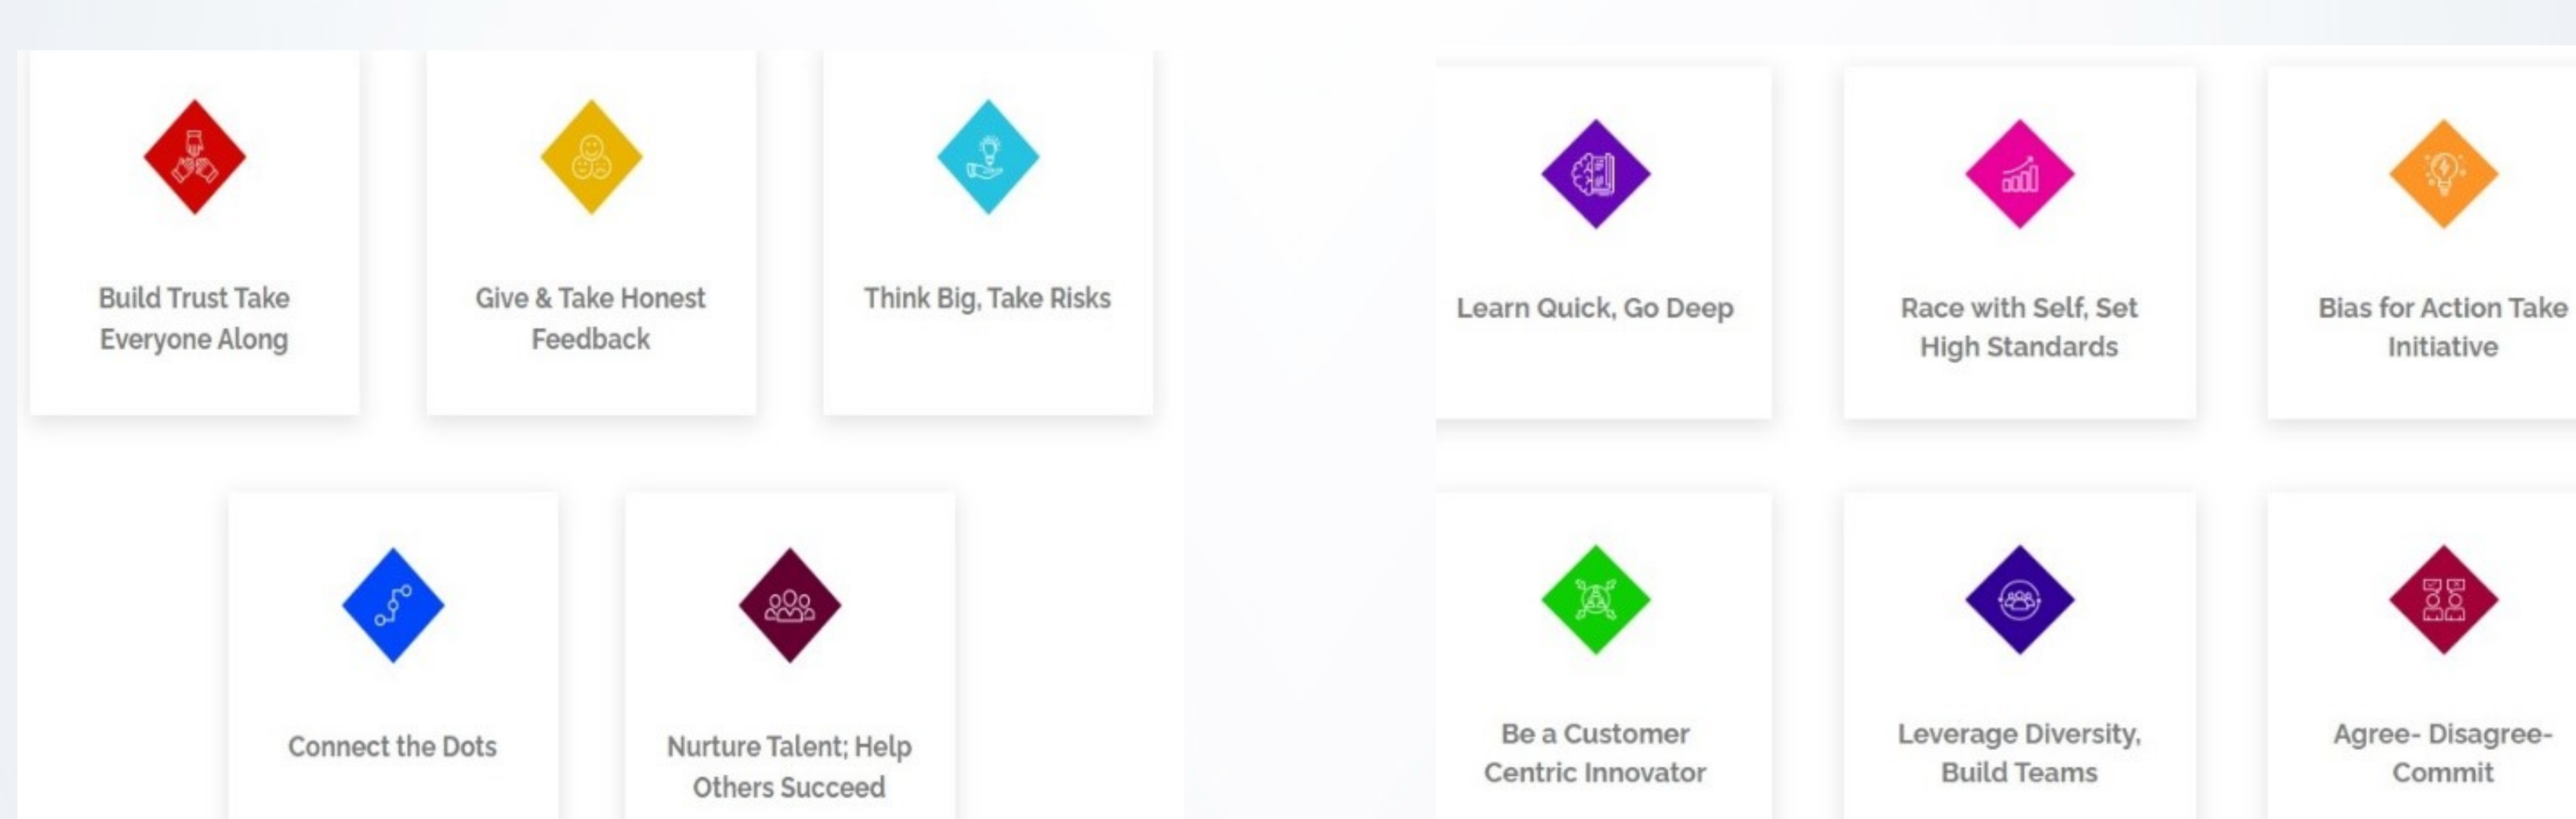 Build Trust Take
Everyone Along
Give & Take Honest
Feedback
Think Big, Take Risks
Connect the Dots
Nurture Talent; Help
Others Succeed
Learn Quick, Go Deep
Race with Self, Set
High Standards
Bias for Action Take
Initiative
Be a Customer
Centric Innovator
Leverage Diversity,
Build Teams
Agree- Disagree-
Commit